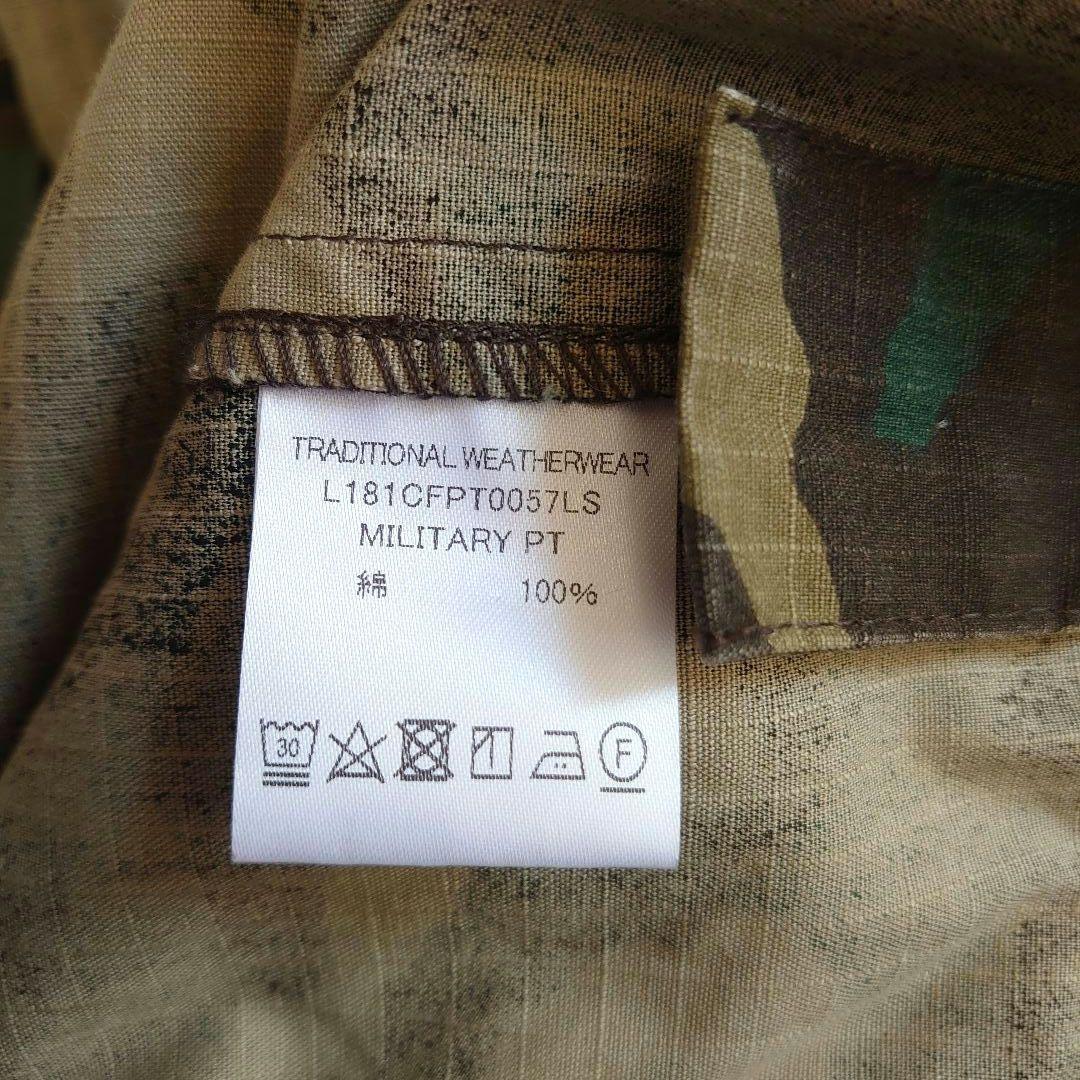 TRADITIONAL WEATHERWEAR
L181CFPT0057LS
MILITARY PT
綿 100%
30 F